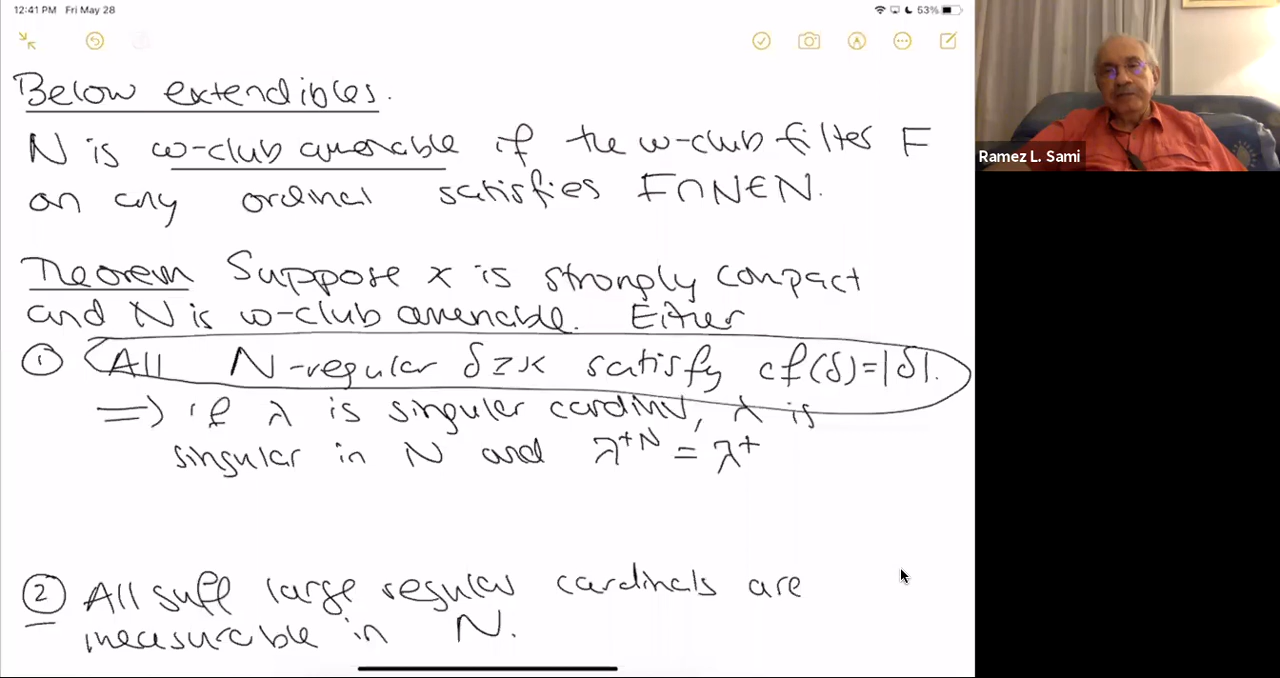 12:41 PM Fri May 28
53%
Below extendibles.
N is ω-club amenable if the ω-club filter F
on any ordinal satisfies F∩N∈N.
Theorem Suppose κ is strongly compact
and N is ω-club amenable. Either
① All N-regular δ≥κ satisfy cf(δ)=|δ|.
⇒ if λ is singular cardinal, λ is
singular in N and λ⁺ᴺ = λ⁺
② All suff large regular cardinals are
measurable in N.
Ramez L. Sami